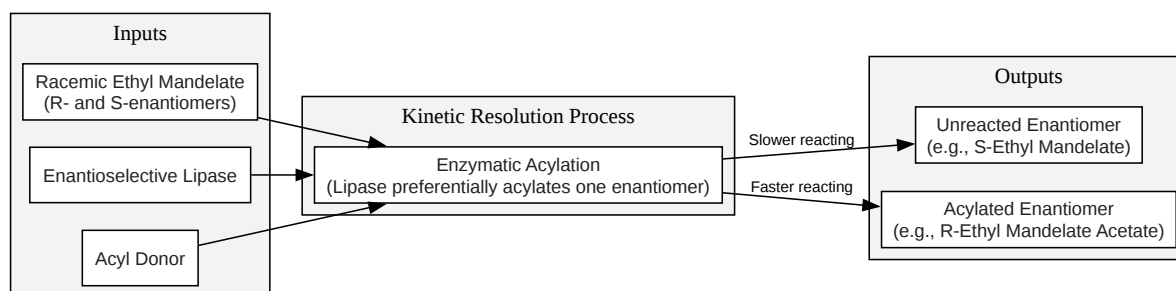 Inputs
Racemic Ethyl Mandelate
(R- and S-enantiomers)
Enantioselective Lipase
Acyl Donor
Kinetic Resolution Process
Enzymatic Acylation
(Lipase preferentially acylates one enantiomer)
Slower reacting
Faster reacting
Outputs
Unreacted Enantiomer
(e.g., S-Ethyl Mandelate)
Acylated Enantiomer
(e.g., R-Ethyl Mandelate Acetate)